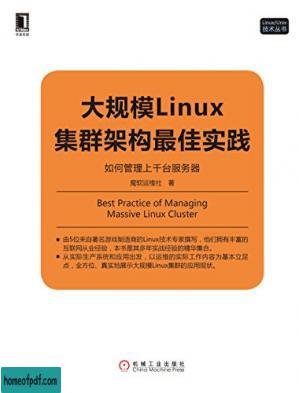 Linux/Unix
技术丛书
大规模Linux
集群架构最佳实践
如何管理上千台服务器
魔软运维社 著
Best Practice of Managing
Massive Linux Cluster
● 由5位来自著名游戏制造商的Linux技术专家撰写，他们拥有丰富的
互联网从业经验，本书是其多年实战经验的精华集合。
● 从实际生产系统和应用出发，以运维的实际工作内容为基本立足
点，全方位、真实地展示大规模Linux集群的应用现状。
机械工业出版社
China Machine Press
homeofpdf.com